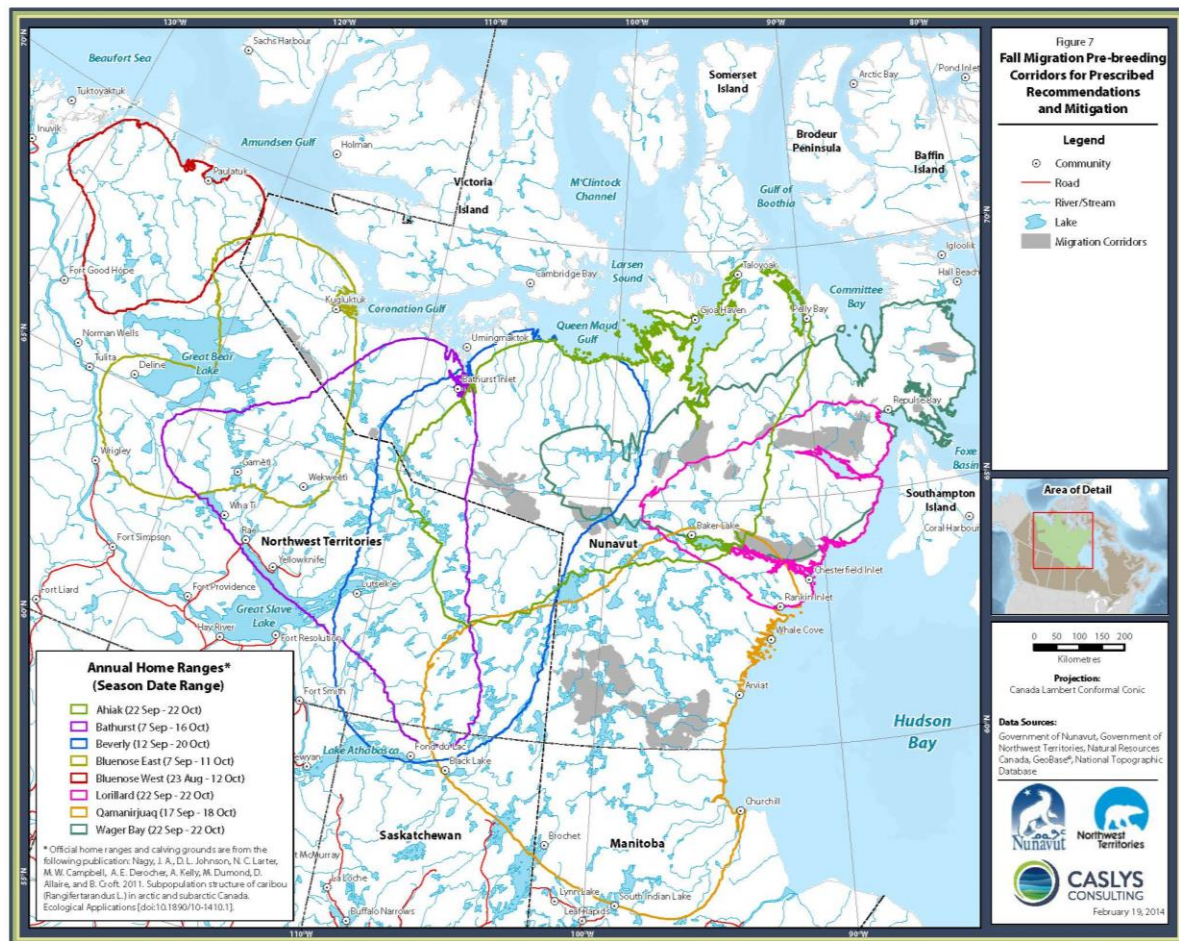 130°W
120°W
110°W
100°W
90°W
80°W
70°N
Beaufort Sea
Sachs Harbour
Somerset
Island
Arctic Bay
Pond Inlet
Tuktoyaktuk
Inuvik
Amundsen Gulf
Holman
Brodeur
Peninsula
Baffin
Island
Paulatuk
Victoria
Island
M'Clintock
Channel
Gulf of
Boothia
70°N
Igloolik
Hall Beach
Fort Good Hope
Cambridge Bay
Larsen
Sound
Taloyoak
Committee
Bay
Kugluktuk
Coronation Gulf
Gjoa Haven
Pelly Bay
65°N
Norman Wells
Tulita
Deline
Great Bear
Lake
Umingmaktok
Queen Maud
Gulf
Bathurst Inlet
Repulse Bay
Wrigley
Gamèti
Wekweeti
Foxe
Basin
65°N
Wha Ti
Rae
Southampton
Island
Coral Harbour
Fort Simpson
Northwest Territories
Nunavut
Baker Lake
Yellowknife
Chesterfield Inlet
Fort Liard
Fort Providence
Lutselk'e
Rankin Inlet
60°N
Great Slave
Lake
Hay River
Fort Resolution
Whale Cove
Fort Smith
Arviat
Hudson
Bay
60°N
Lake Athabasca
Fond-du-Lac
Black Lake
ewyan
Churchill
Saskatchewan
Manitoba
Brochet
t McMurray
La Loche
Lynn Lake
South Indian Lake
Leaf Rapids
Buffalo Narrows
55°N
110°W
100°W
90°W
Annual Home Ranges*
(Season Date Range)
Ahiak (22 Sep - 22 Oct)
Bathurst (7 Sep - 16 Oct)
Beverly (12 Sep - 20 Oct)
Bluenose East (7 Sep - 11 Oct)
Bluenose West (23 Aug - 12 Oct)
Lorillard (22 Sep - 22 Oct)
Qamanirjuaq (17 Sep - 18 Oct)
Wager Bay (22 Sep - 22 Oct)
* Official home ranges and calving grounds are from the
following publication: Nagy, J. A., D. L. Johnson, N. C. Larter,
M. W. Campbell, A. E. Derocher, A. Kelly, M. Dumond, D.
Allaire, and B. Croft. 2011. Subpopulation structure of caribou
(Rangifertarandus L.) in arctic and subarctic Canada.
Ecological Applications [doi:10.1890/10-1410.1].
Figure 7
Fall Migration Pre-breeding
Corridors for Prescribed
Recommendations
and Mitigation
Legend
Community
Road
River/Stream
Lake
Migration Corridors
Area of Detail
0 50 100 150 200
Kilometres
Projection:
Canada Lambert Conformal Conic
Data Sources:
Government of Nunavut, Government of
Northwest Territories, Natural Resources
Canada, GeoBase®, National Topographic
Database
Nunavut
Northwest
Territories
CASLYS
CONSULTING
February 19, 2014